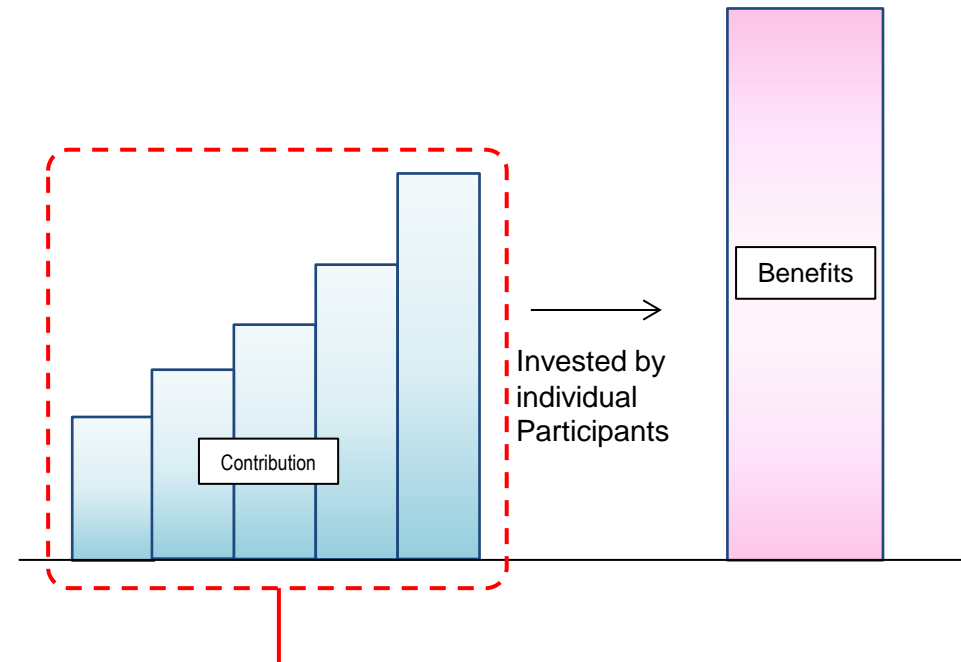 Contribution
Invested by
individual
Participants
Benefits